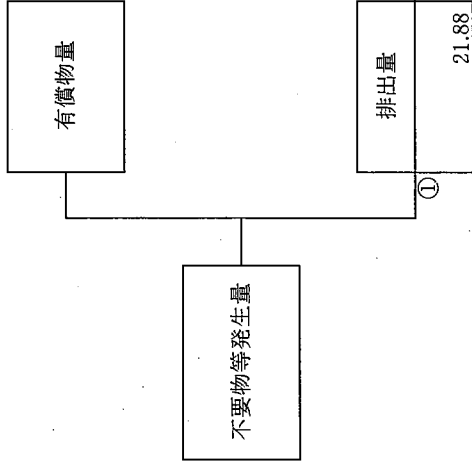 有償物量
不要物等発生量
排出量
①
21.88